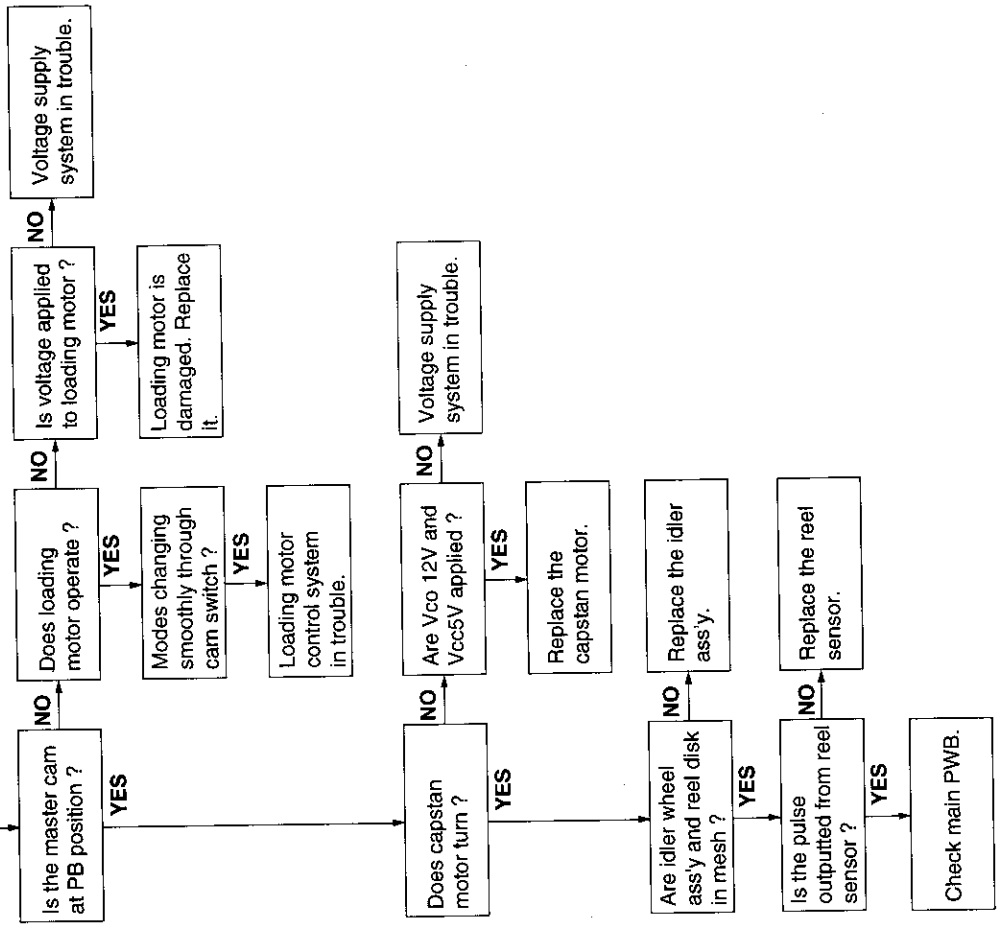 Is the master cam
at PB position ?
NO
Does loading
motor operate ?
NO
Is voltage applied
to loading motor ?
NO
Voltage supply
system in trouble.
YES
YES
YES
Modes changing
smoothly through
cam switch ?
Loading motor is
damaged. Replace
it.
YES
Loading motor
control system
in trouble.
Does capstan
motor turn ?
NO
Are Vco 12V and
Vcc5V applied ?
NO
Voltage supply
system in trouble.
YES
YES
Replace the
capstan motor.
Are idler wheel
ass'y and reel disk
in mesh ?
NO
Replace the idler
ass'y.
YES
Is the pulse
outputted from reel
sensor ?
NO
Replace the reel
sensor.
YES
Check main PWB.